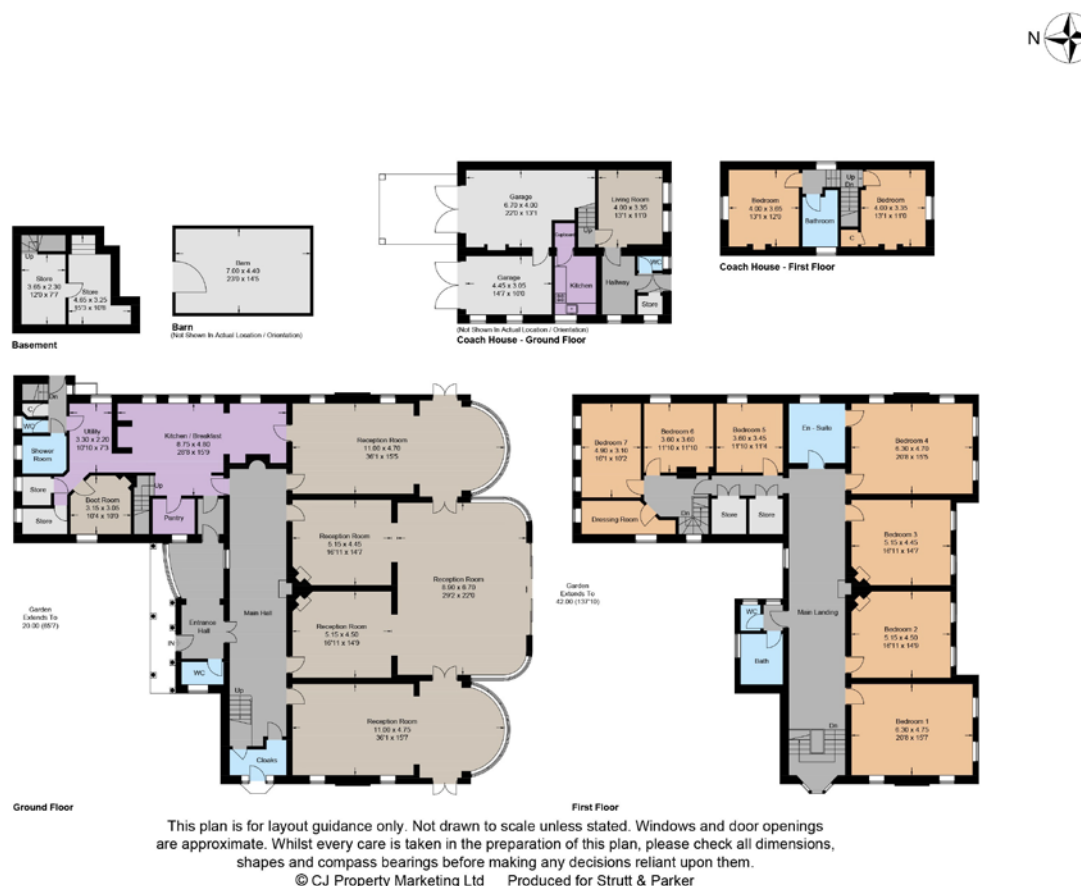 N
Up
Store
3.65 x 2.30
12'0 x 7'7
Store
4.65 x 3.25
15'3 x 10'8
Basement
Barn
7.00 x 4.40
23'0 x 14'5
Barn
(Not Shown In Actual Location / Orientation)
Garage
6.70 x 4.00
22'0 x 13'1
Living Room
4.00 x 3.35
13'1 x 11'0
Cupboard
Up
Garage
4.45 x 3.05
14'7 x 10'0
Kitchen
Hallway
WC
Store
(Not Shown In Actual Location / Orientation)
Coach House - Ground Floor
Bedroom
4.00 x 3.65
13'1 x 12'0
Up
Dn
Bathroom
Bedroom
4.00 x 3.35
13'1 x 11'0
C
Coach House - First Floor
Dn
C
WC
Utility
3.30 x 2.20
10'10 x 7'3
Shower
Room
Store
Store
Boot Room
3.15 x 3.05
10'4 x 10'0
Kitchen / Breakfast
8.75 x 4.80
28'8 x 15'9
Up
Pantry
Reception Room
11.00 x 4.70
36'1 x 15'5
Reception Room
5.15 x 4.45
16'11 x 14'7
Reception Room
8.90 x 6.70
29'2 x 22'0
Reception Room
5.15 x 4.50
16'11 x 14'9
Reception Room
11.00 x 4.75
36'1 x 15'7
Main Hall
Entrance
Hall
IN
WC
Up
Cloaks
Garden
Extends To
20.00 (65'7)
Ground Floor
Bedroom 7
4.90 x 3.10
16'1 x 10'2
Bedroom 6
3.60 x 3.60
11'10 x 11'10
Bedroom 5
3.60 x 3.45
11'10 x 11'4
En - Suite
Bedroom 4
6.30 x 4.70
20'8 x 15'5
Dressing Room
Dn
Store
Store
Bedroom 3
5.15 x 4.45
16'11 x 14'7
Garden
Extends To
42.00 (137'10)
WC
Main Landing
Bath
Bedroom 2
5.15 x 4.50
16'11 x 14'9
Bedroom 1
6.30 x 4.75
20'8 x 15'7
Dn
First Floor
This plan is for layout guidance only. Not drawn to scale unless stated. Windows and door openings
are approximate. Whilst every care is taken in the preparation of this plan, please check all dimensions,
shapes and compass bearings before making any decisions reliant upon them.
© CJ Property Marketing Ltd Produced for Strutt & Parker